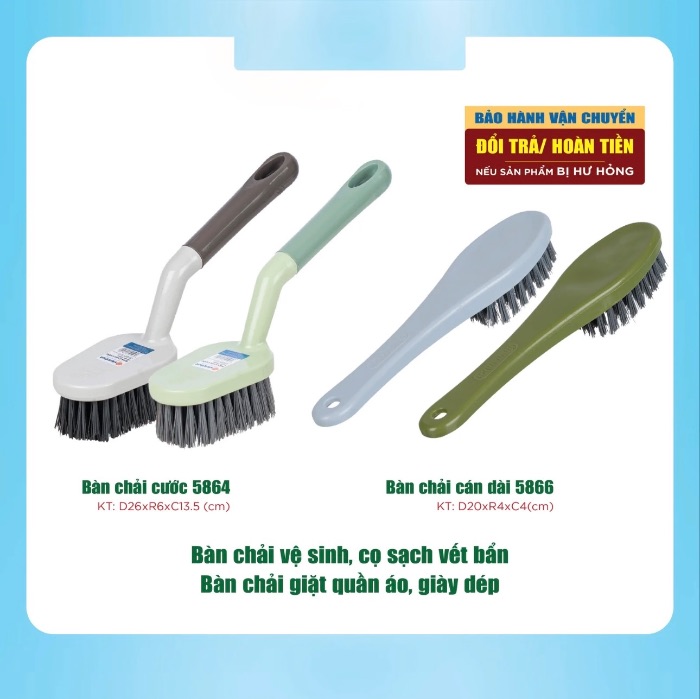 BẢO HÀNH VẬN CHUYỂN
ĐỔI TRẢ/ HOÀN TIỀN
NẾU SẢN PHẨM BỊ HƯ HỎNG
Bàn chải cước 5864
KT: D26xR6xC13.5 (cm)
Bàn chải cán dài 5866
KT: D20xR4xC4(cm)
Bàn chải vệ sinh, cọ sạch vết bẩn
Bàn chải giặt quần áo, giày dép